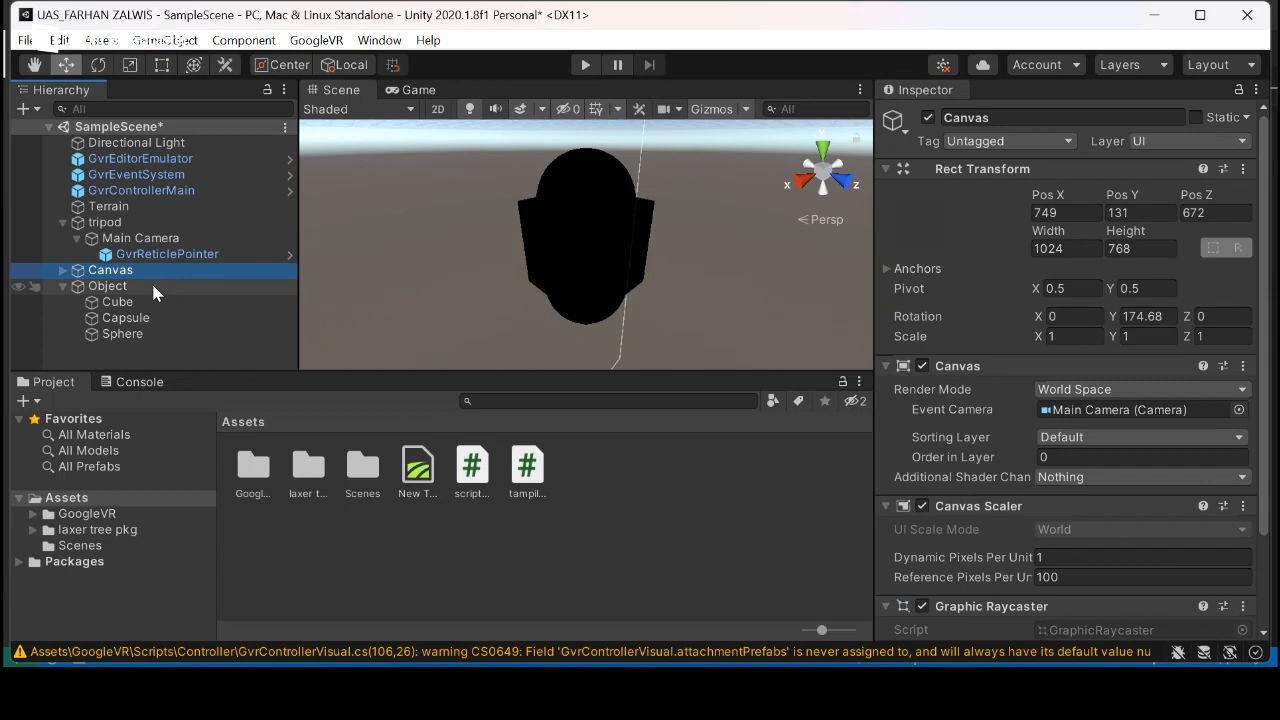 UAS_FARHAN ZALWIS - SampleScene - PC, Mac & Linux Standalone - Unity 2020.1.8f1 Personal* <DX11>
File Edit Assets GameObject Component GoogleVR Window Help
Center Local Account Layers Layout
Hierarchy
All
SampleScene*
Directional Light
GvrEditorEmulator
GvrEventSystem
GvrControllerMain
Terrain
tripod
Main Camera
GvrReticlePointer
Canvas
Object
Cube
Capsule
Sphere
Scene Game
Shaded 2D 0 Gizmos All
y
x z
Persp
Inspector
Canvas Static
Tag Untagged Layer UI
Rect Transform
Pos X Pos Y Pos Z
749 131 672
Width Height
1024 768 R
Anchors
Pivot X 0.5 Y 0.5
Rotation X 0 Y 174.68 Z 0
Scale X 1 Y 1 Z 1
Canvas
Render Mode World Space
Event Camera Main Camera (Camera)
Sorting Layer Default
Order in Layer 0
Additional Shader Chan Nothing
Canvas Scaler
UI Scale Mode World
Dynamic Pixels Per Unit 1
Reference Pixels Per Ur 100
Graphic Raycaster
Script GraphicRaycaster
Project Console
2
Favorites
All Materials
All Models
All Prefabs
Assets
GoogleVR
laxer tree pkg
Scenes
Packages
Assets
Googl... laxer t... Scenes New T... script... tampil...
Assets\GoogleVR\Scripts\Controller\GvrControllerVisual.cs(106,26): warning CS0649: Field 'GvrControllerVisual.attachmentPrefabs' is never assigned to, and will always have its default value nu